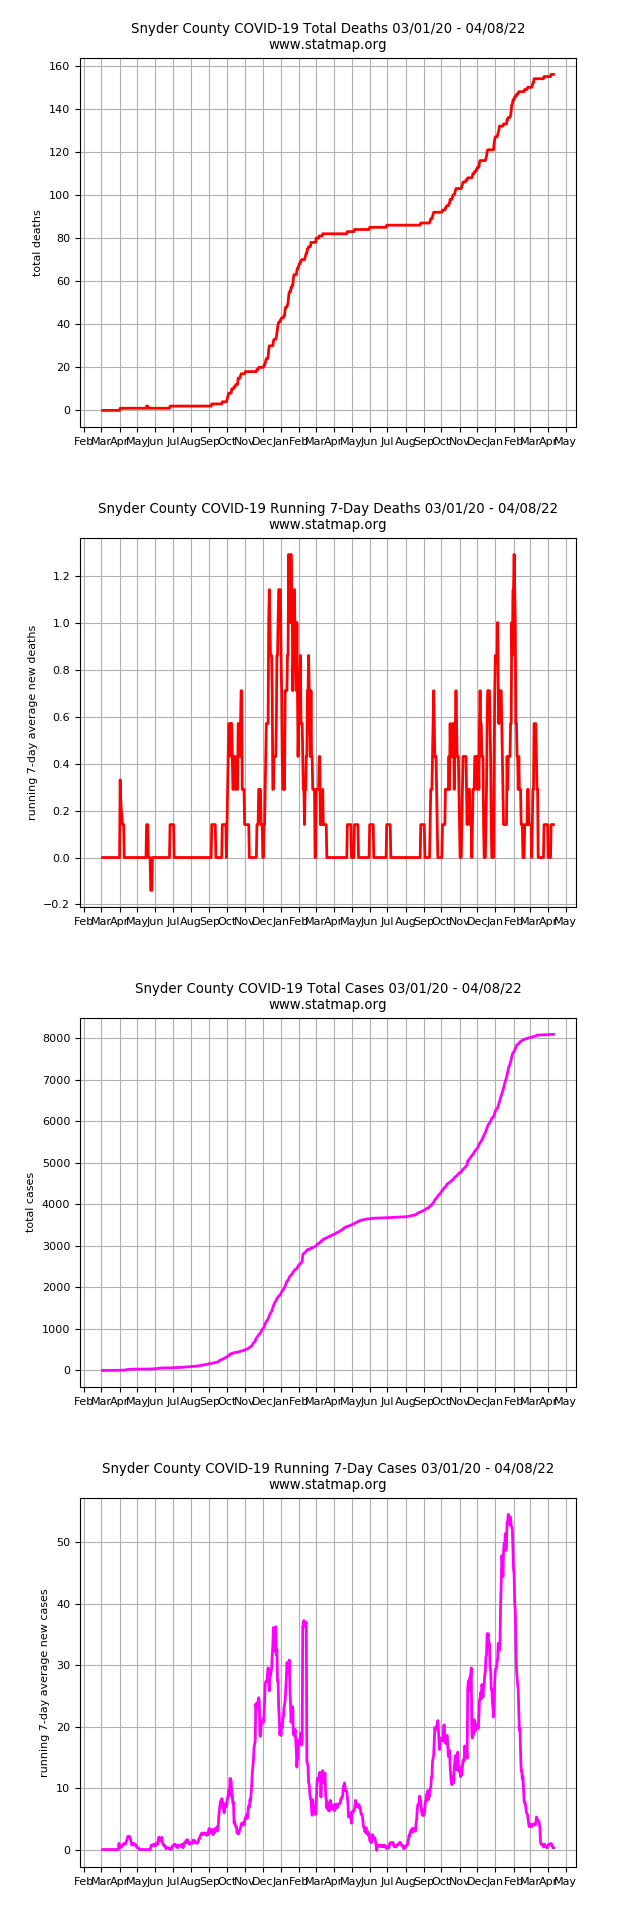 Snyder County COVID-19 Total Deaths 03/01/20 - 04/08/22
www.statmap.org
160
140
120
100
80
60
40
20
0
total deaths
Feb Mar Apr May Jun Jul Aug Sep Oct Nov Dec Jan Feb Mar Apr May Jun Jul Aug Sep Oct Nov Dec Jan Feb Mar Apr May
Snyder County COVID-19 Running 7-Day Deaths 03/01/20 - 04/08/22
www.statmap.org
1.2
1.0
0.8
0.6
0.4
0.2
0.0
−0.2
running 7-day average new deaths
Feb Mar Apr May Jun Jul Aug Sep Oct Nov Dec Jan Feb Mar Apr May Jun Jul Aug Sep Oct Nov Dec Jan Feb Mar Apr May
Snyder County COVID-19 Total Cases 03/01/20 - 04/08/22
www.statmap.org
8000
7000
6000
5000
4000
3000
2000
1000
0
total cases
Feb Mar Apr May Jun Jul Aug Sep Oct Nov Dec Jan Feb Mar Apr May Jun Jul Aug Sep Oct Nov Dec Jan Feb Mar Apr May
Snyder County COVID-19 Running 7-Day Cases 03/01/20 - 04/08/22
www.statmap.org
50
40
30
20
10
0
running 7-day average new cases
Feb Mar Apr May Jun Jul Aug Sep Oct Nov Dec Jan Feb Mar Apr May Jun Jul Aug Sep Oct Nov Dec Jan Feb Mar Apr May